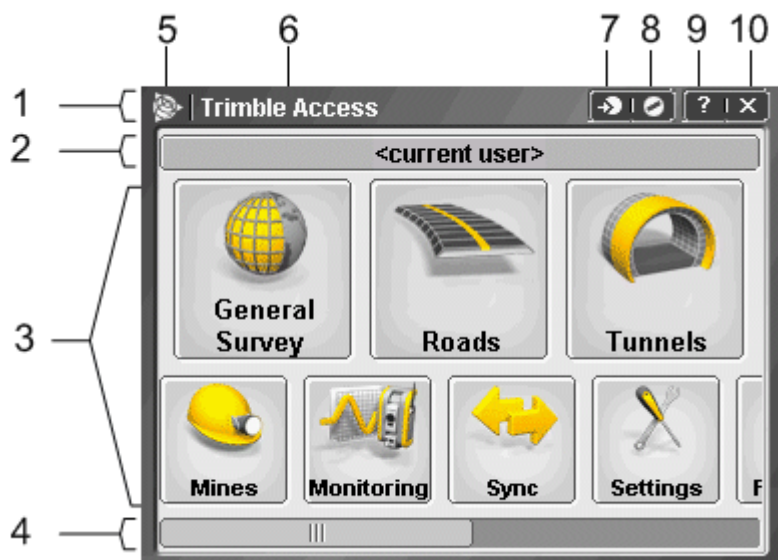 5 6 7 8 9 10
1 Trimble Access ?
2 <current user>
3
General Survey Roads Tunnels
Mines Monitoring Sync Settings
4